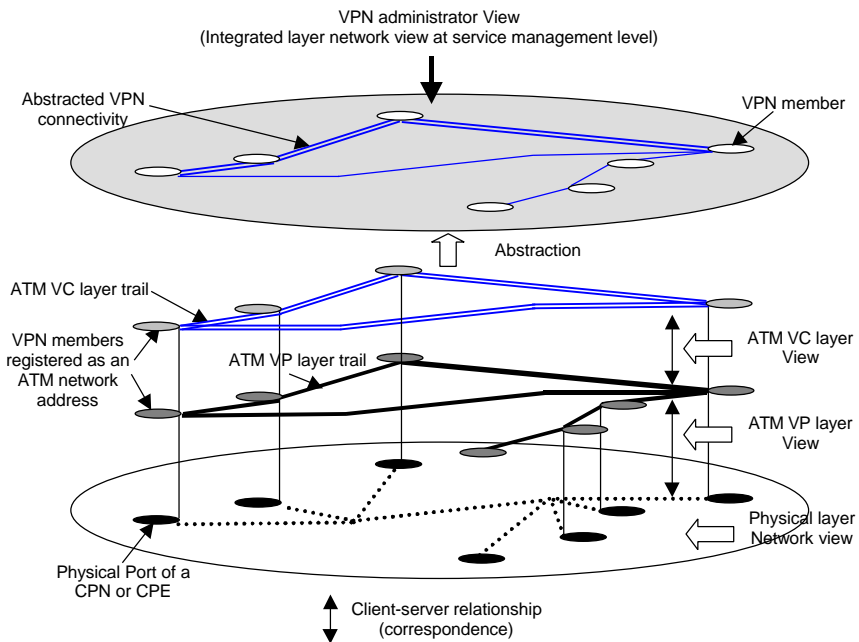 VPN administrator View
(Integrated layer network view at service management level)
Abstracted VPN
connectivity
VPN member
Abstraction
ATM VC layer trail
VPN members
registered as an
ATM network
address
ATM VP layer trail
ATM VC layer
View
ATM VP layer
View
Physical layer
Network view
Physical Port of a
CPN or CPE
Client-server relationship
(correspondence)